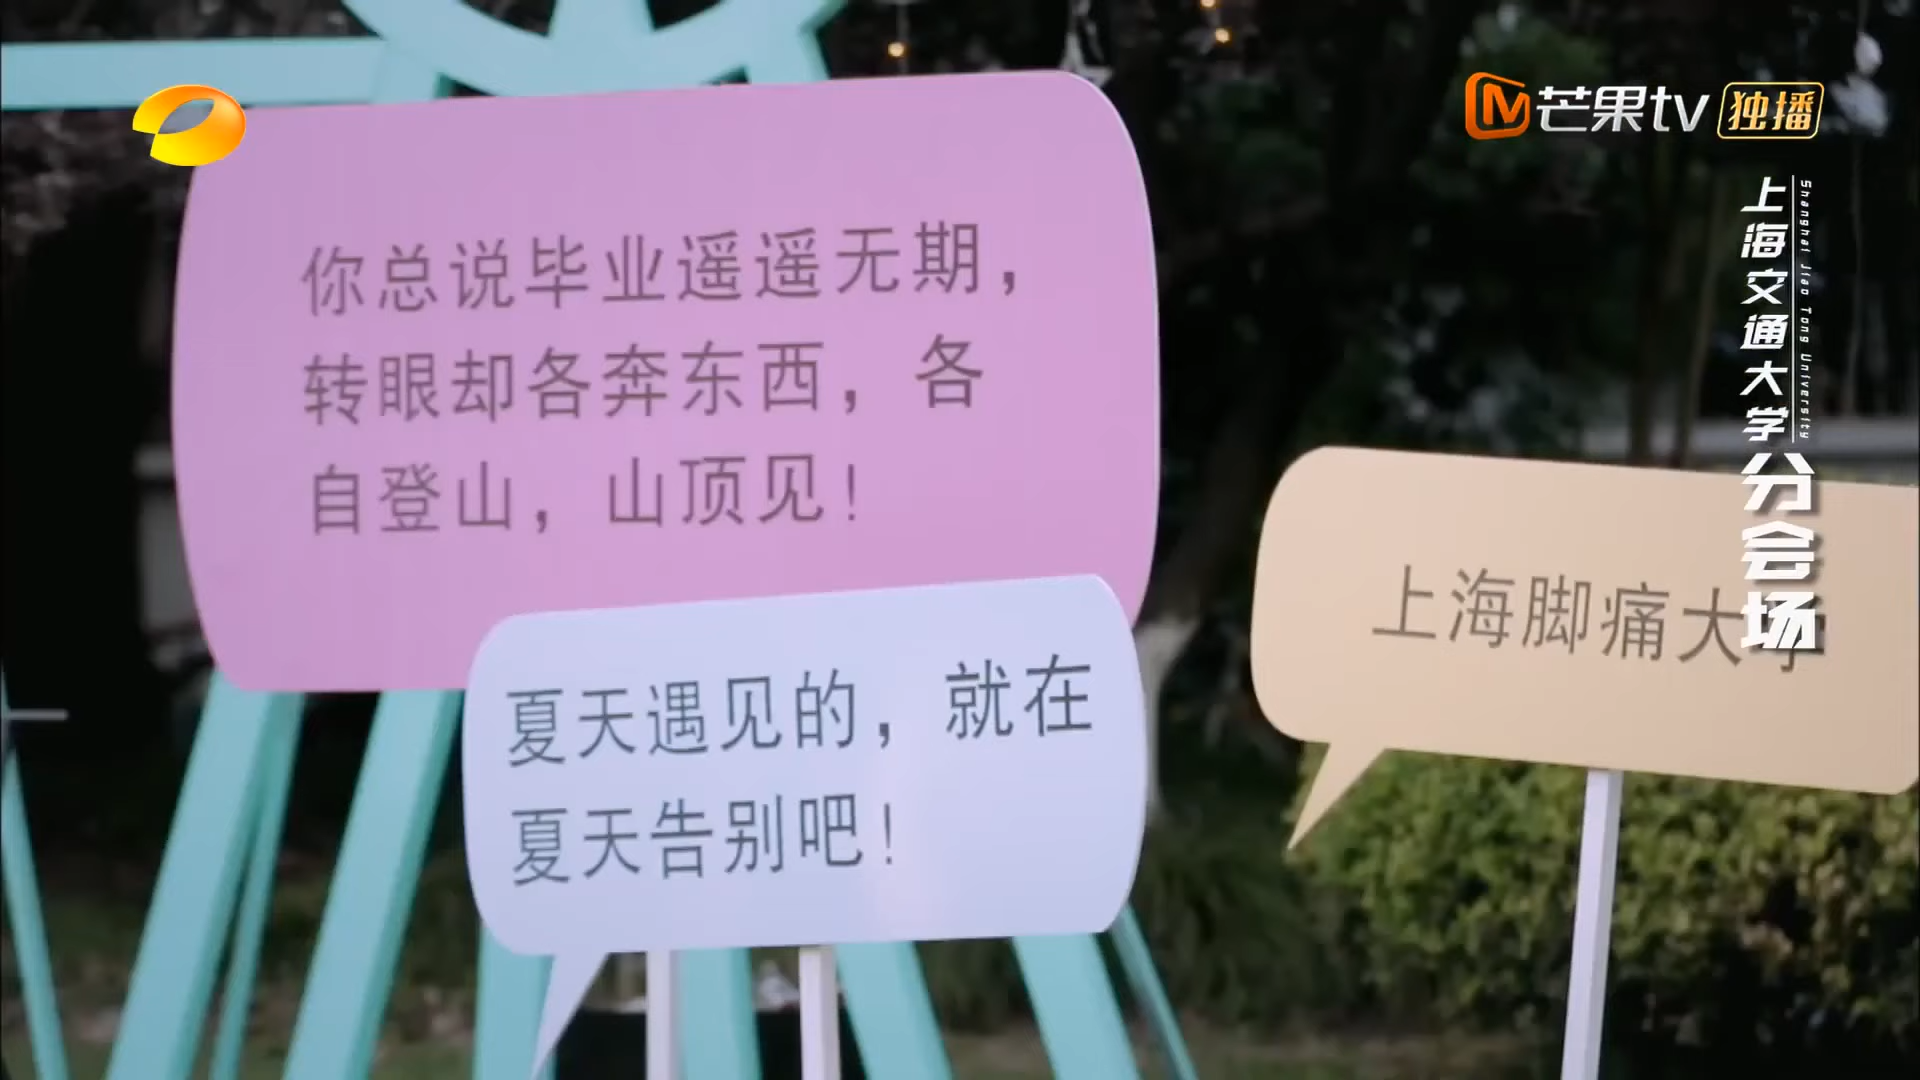 芒果tv 独播
你总说毕业遥遥无期，
转眼却各奔东西，各
自登山，山顶见！
夏天遇见的，就在
夏天告别吧！
上海脚痛大学
上海交通大学分会场
Shanghai Jiao Tong University